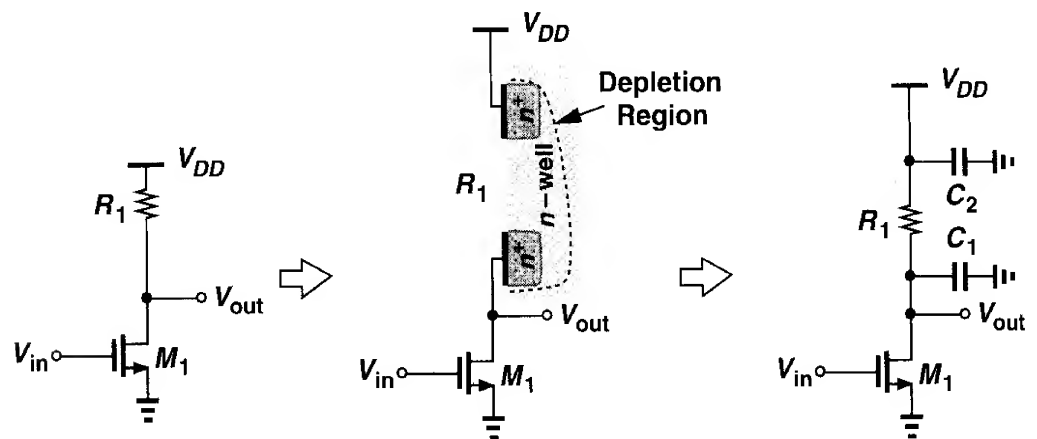 V_DD
R_1
V_out
V_in
M_1
V_DD
Depletion
Region
n+
n-well
R_1
n+
V_out
V_in
M_1
V_DD
C_2
R_1
C_1
V_out
V_in
M_1